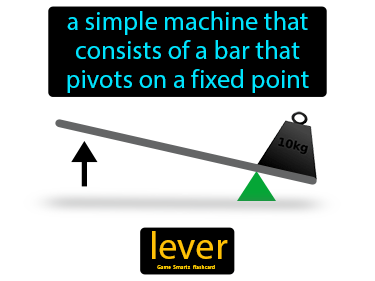 a simple machine that
consists of a bar that
pivots on a fixed point
10kg
lever
Game Smartz Flashcard